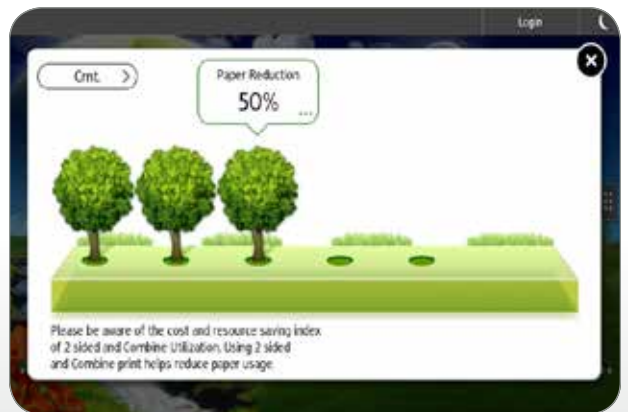 Login
Crnt. >
Paper Reduction
50%
...
Please be aware of the cost and resource saving index
of 2 sided and Combine Utilization. Using 2 sided
and Combine print helps reduce paper usage.